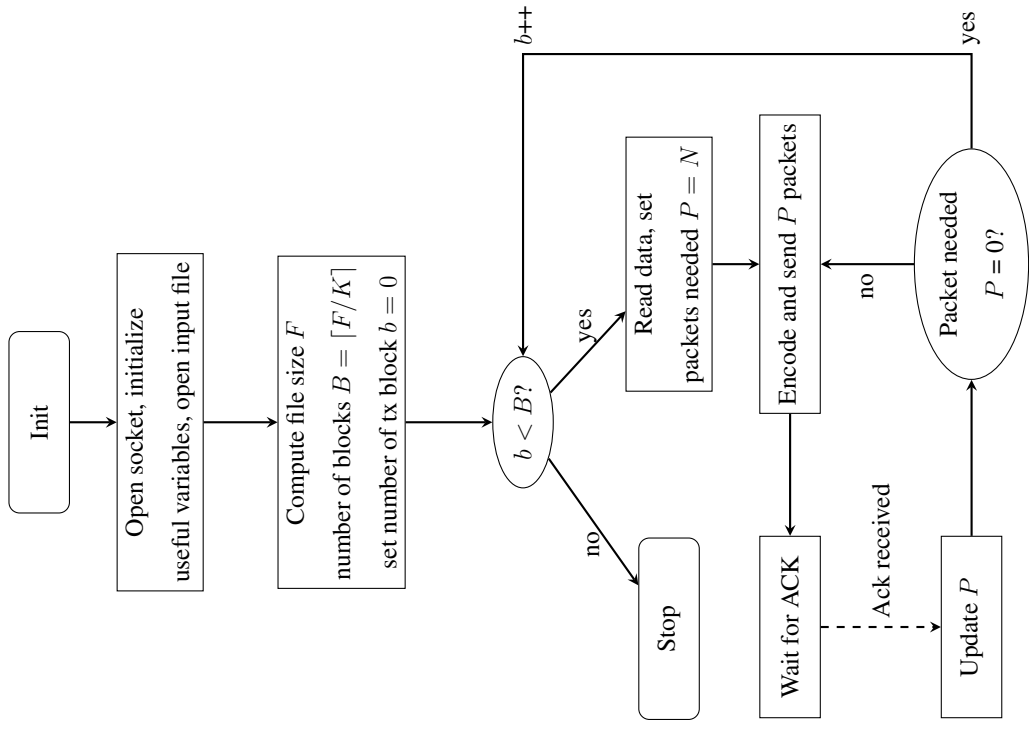 Init
Open socket, initialize
useful variables, open input file
Compute file size F
number of blocks B = ⌈F/K⌉
set number of tx block b = 0
b < B?
b++
no
yes
Stop
Read data, set
packets needed P = N
Encode and send P packets
Wait for ACK
Ack received
Update P
Packet needed
P = 0?
no
yes